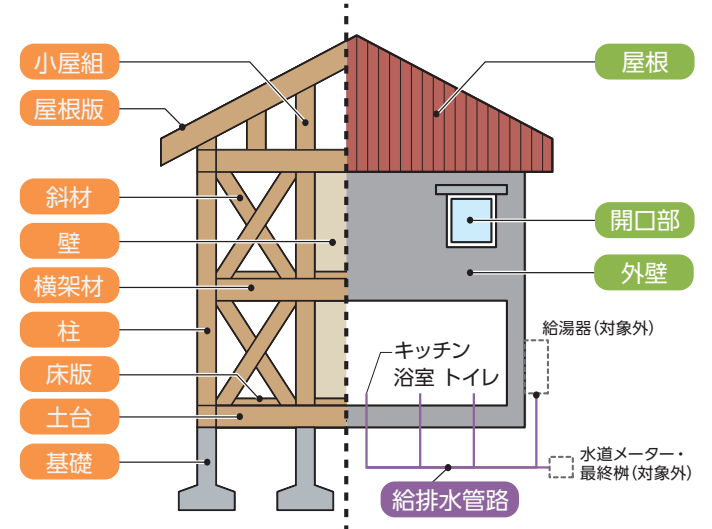 小屋組
屋根版
斜材
壁
横架材
柱
床版
土台
基礎
屋根
開口部
外壁
給湯器(対象外)
キッチン
浴室 トイレ
水道メーター・
最終桝(対象外)
給排水管路